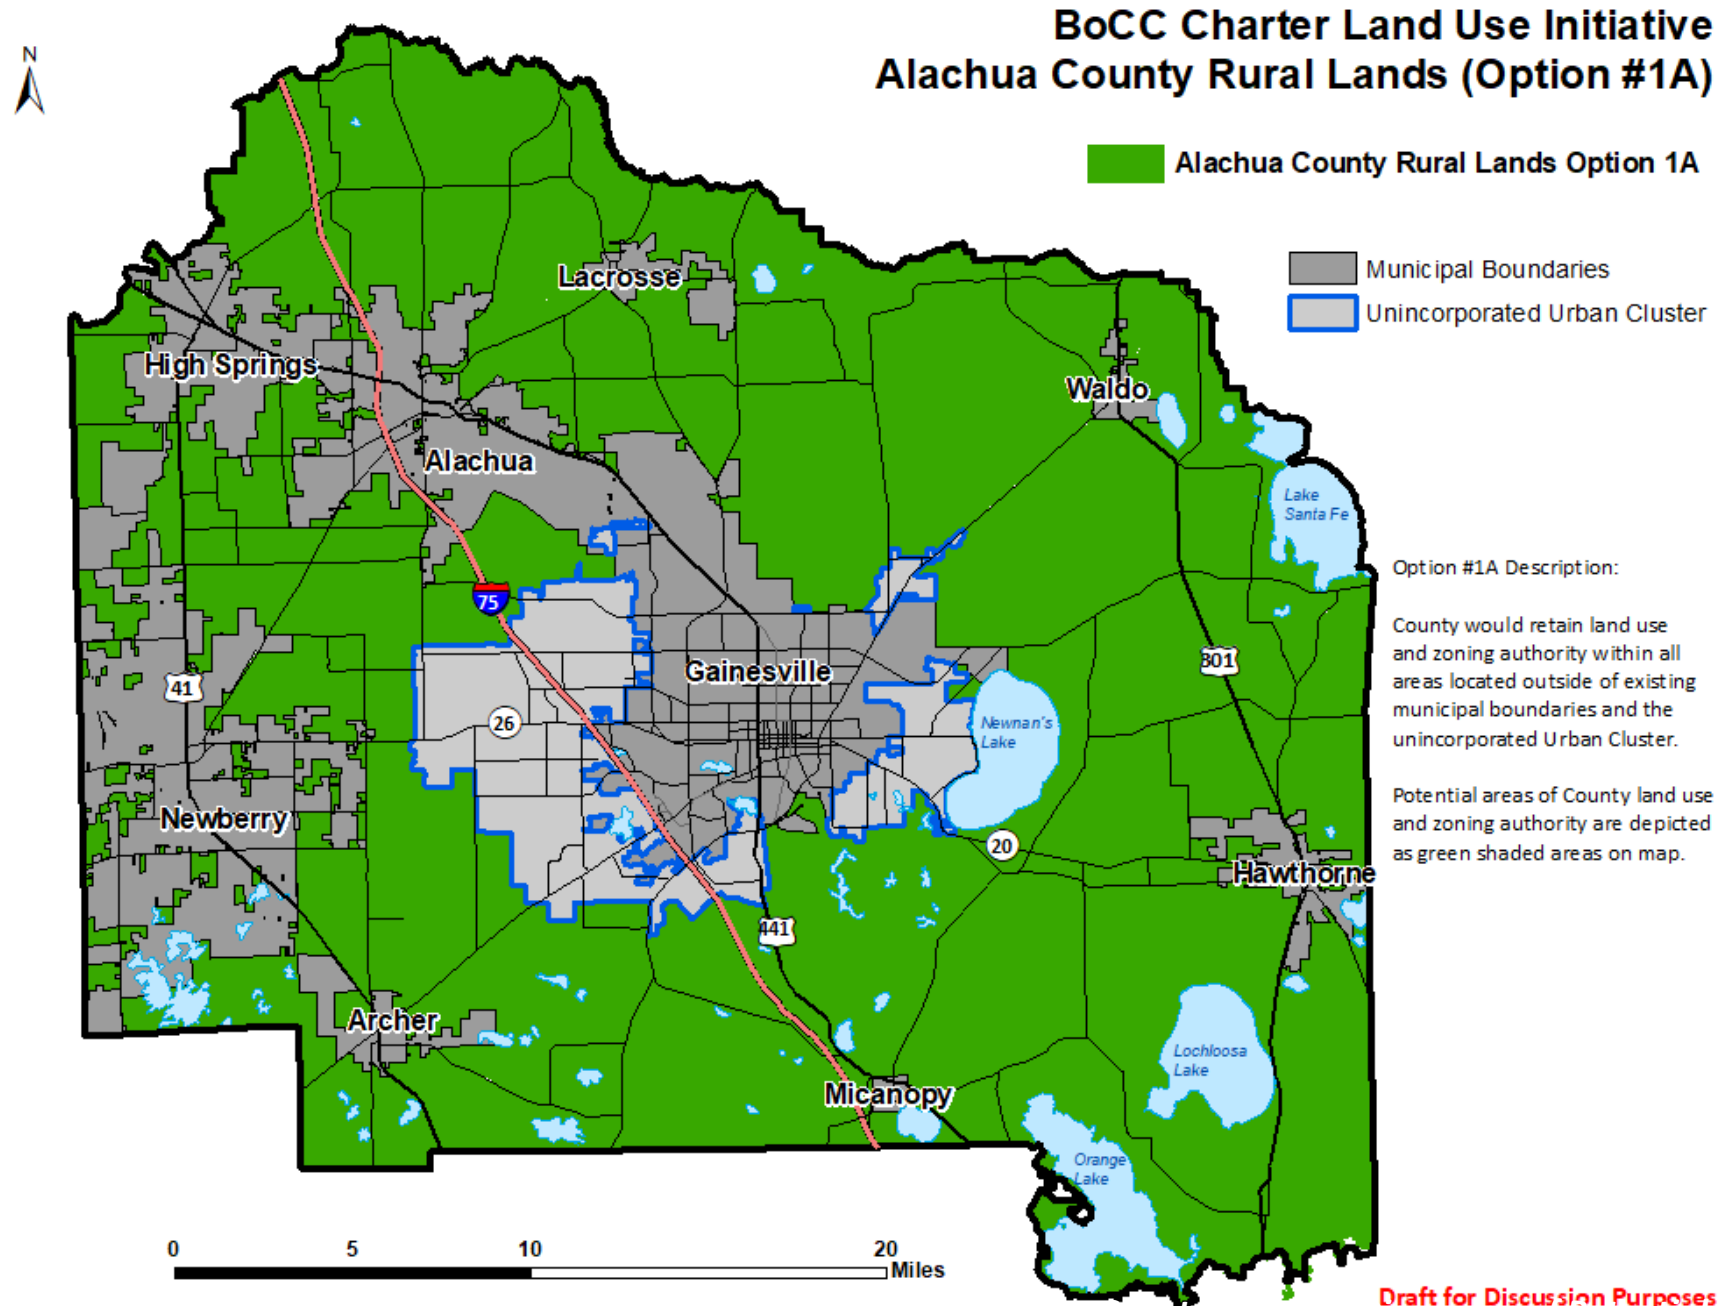 BoCC Charter Land Use Initiative
Alachua County Rural Lands (Option #1A)
N
Alachua County Rural Lands Option 1A
Municipal Boundaries
Unincorporated Urban Cluster
Lacrosse
High Springs
Waldo
Alachua
Lake
Santa Fe
75
Option #1A Description:
County would retain land use
and zoning authority within all
areas located outside of existing
municipal boundaries and the
unincorporated Urban Cluster.
Potential areas of County land use
and zoning authority are depicted
as green shaded areas on map.
301
Gainesville
41
26
Newnan's
Lake
Newberry
20
Hawthorne
441
Archer
Lochloosa
Lake
Micanopy
Orange
Lake
0 5 10 20
Miles
Draft for Discussion Purposes